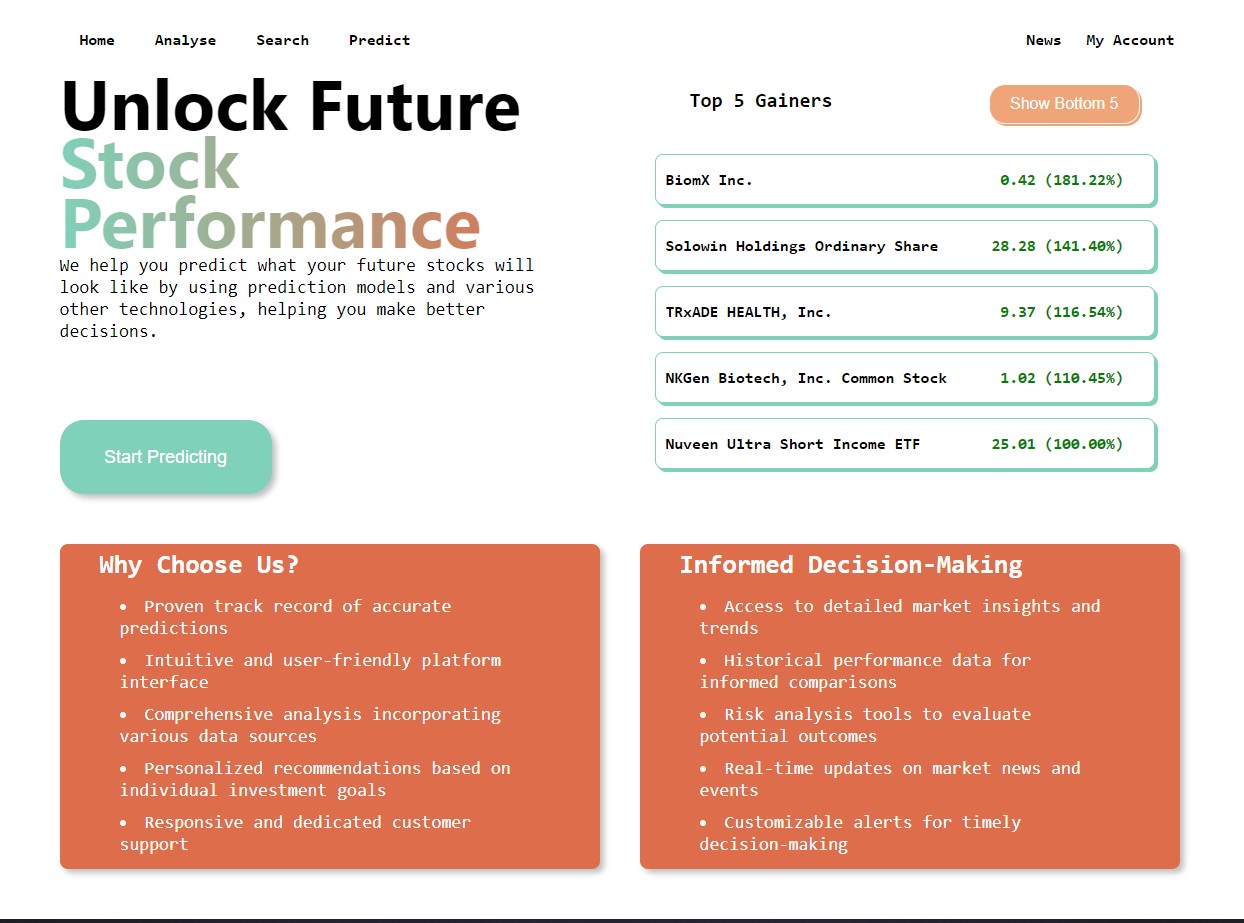 Home Analyse Search Predict News My Account
Unlock Future
Stock
Performance
We help you predict what your future stocks will
look like by using prediction models and various
other technologies, helping you make better
decisions.
Start Predicting
Top 5 Gainers
Show Bottom 5
BiomX Inc. 0.42 (181.22%)
Solowin Holdings Ordinary Share 28.28 (141.40%)
TRxADE HEALTH, Inc. 9.37 (116.54%)
NKGen Biotech, Inc. Common Stock 1.02 (110.45%)
Nuveen Ultra Short Income ETF 25.01 (100.00%)
Why Choose Us?
• Proven track record of accurate
predictions
• Intuitive and user-friendly platform
interface
• Comprehensive analysis incorporating
various data sources
• Personalized recommendations based on
individual investment goals
• Responsive and dedicated customer
support
Informed Decision-Making
• Access to detailed market insights and
trends
• Historical performance data for
informed comparisons
• Risk analysis tools to evaluate
potential outcomes
• Real-time updates on market news and
events
• Customizable alerts for timely
decision-making